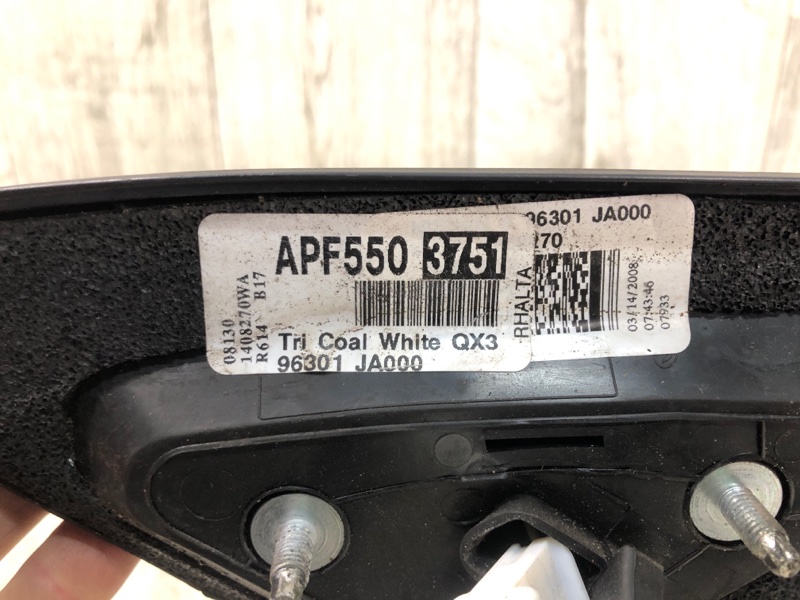 APF550 3751
Tri Coal White QX3
96301 JA000
08130
1408270WA
R614 B17
96301 JA000
270
RHALTA
03/14/2008
07:43:46
07933